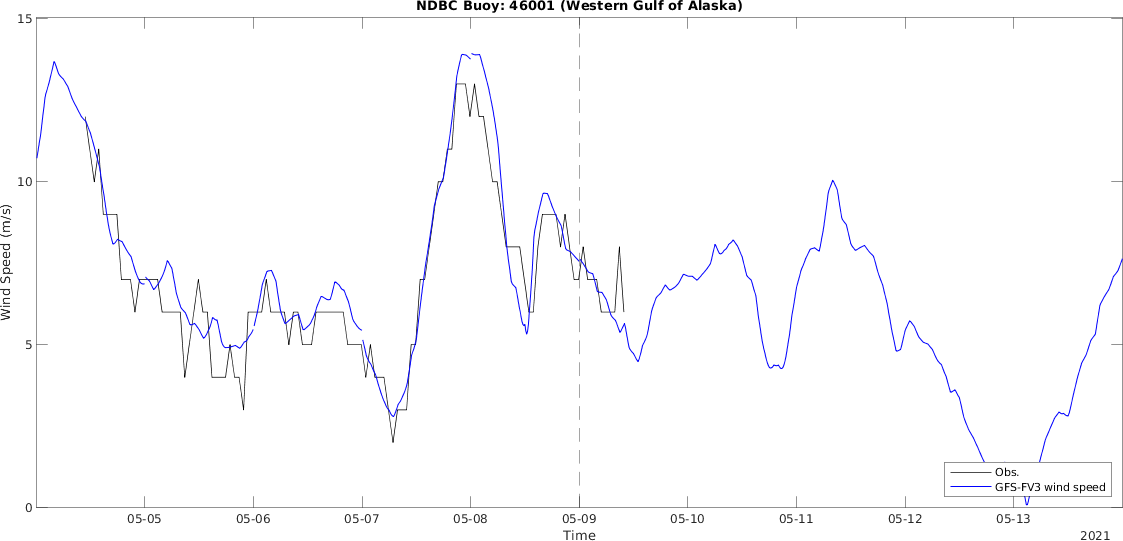 NDBC Buoy: 46001 (Western Gulf of Alaska)
15
10
5
0
Wind Speed (m/s)
Obs.
GFS-FV3 wind speed
05-05 05-06 05-07 05-08 05-09 05-10 05-11 05-12 05-13
Time
2021